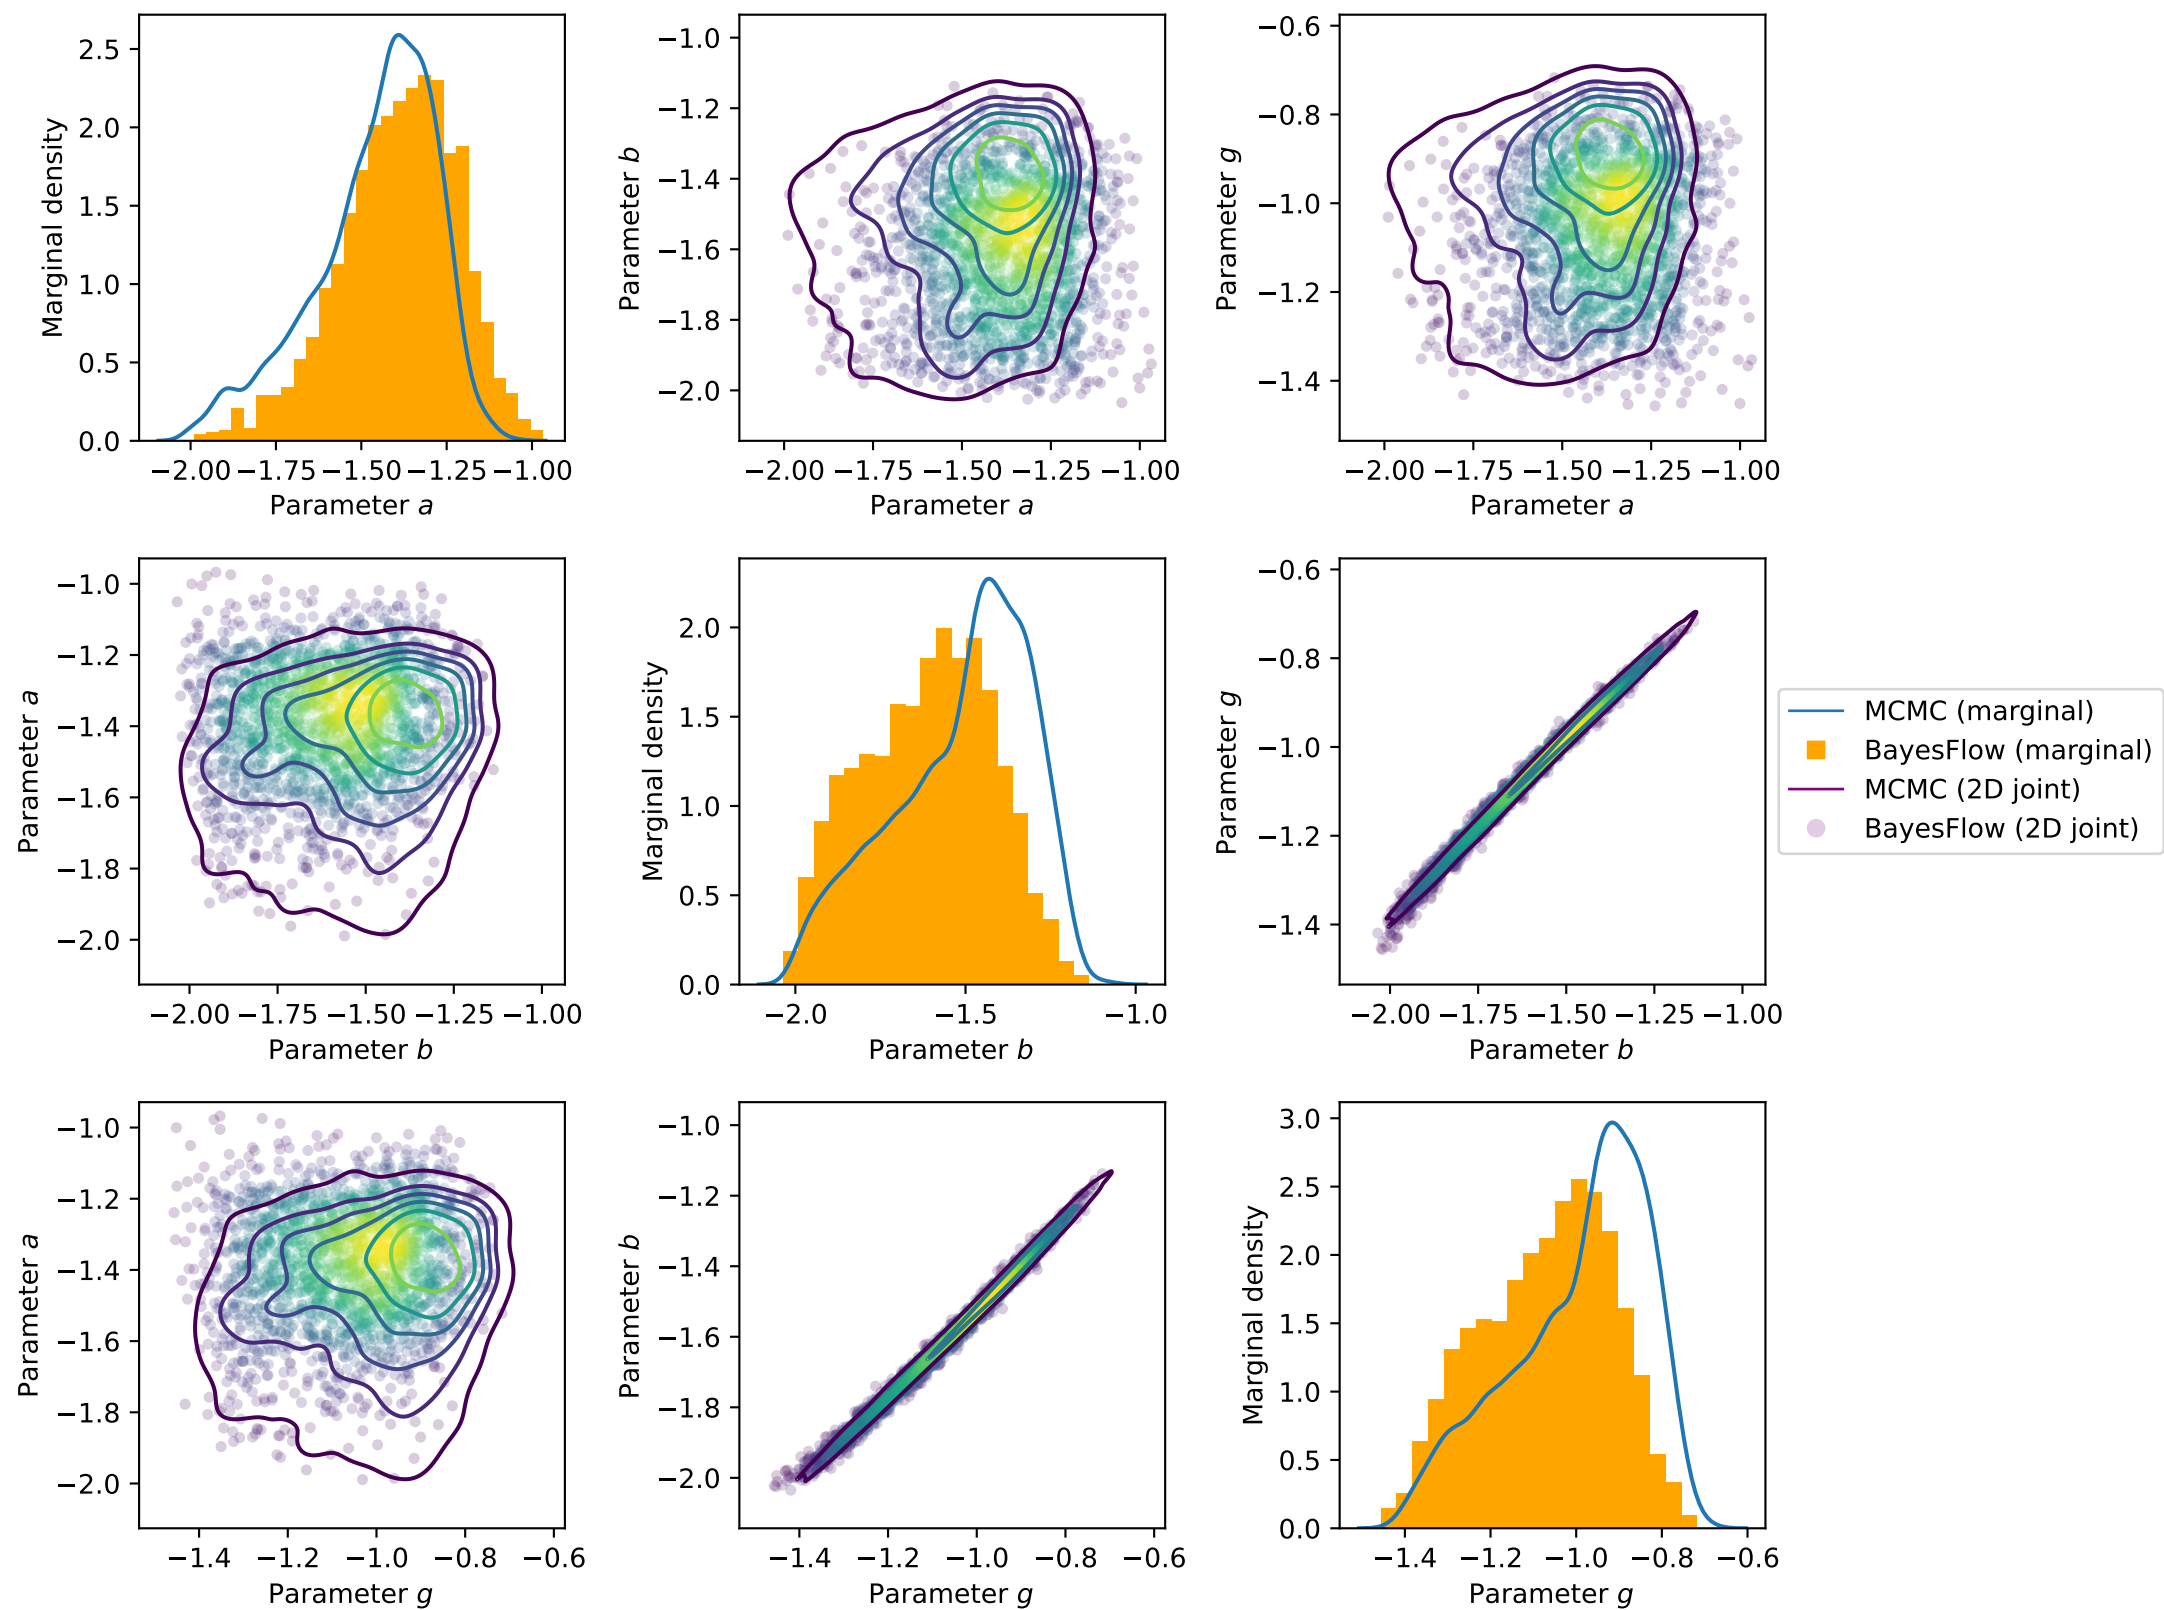 2.5
2.0
1.5
1.0
0.5
0.0
Marginal density
−2.00 −1.75 −1.50 −1.25 −1.00
Parameter a
−1.0
−1.2
−1.4
−1.6
−1.8
−2.0
Parameter b
−2.00 −1.75 −1.50 −1.25 −1.00
Parameter a
−0.6
−0.8
−1.0
−1.2
−1.4
Parameter g
−2.00 −1.75 −1.50 −1.25 −1.00
Parameter a
−1.0
−1.2
−1.4
−1.6
−1.8
−2.0
Parameter a
−2.00 −1.75 −1.50 −1.25 −1.00
Parameter b
2.0
1.5
1.0
0.5
0.0
Marginal density
−2.0 −1.5 −1.0
Parameter b
−0.6
−0.8
−1.0
−1.2
−1.4
Parameter g
−2.00 −1.75 −1.50 −1.25 −1.00
Parameter b
MCMC (marginal)
BayesFlow (marginal)
MCMC (2D joint)
BayesFlow (2D joint)
−1.0
−1.2
−1.4
−1.6
−1.8
−2.0
Parameter a
−1.4 −1.2 −1.0 −0.8 −0.6
Parameter g
−1.0
−1.2
−1.4
−1.6
−1.8
−2.0
Parameter b
−1.4 −1.2 −1.0 −0.8 −0.6
Parameter g
3.0
2.5
2.0
1.5
1.0
0.5
0.0
Marginal density
−1.4 −1.2 −1.0 −0.8 −0.6
Parameter g